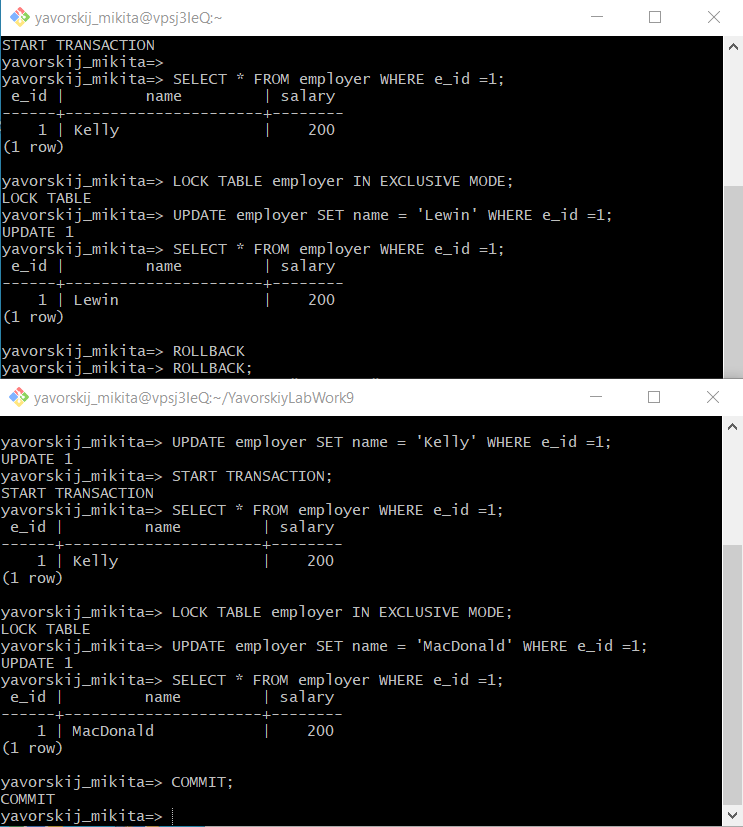 yavorskij_mikita@vpsj3IeQ:~
START TRANSACTION
yavorskij_mikita=>
yavorskij_mikita=> SELECT * FROM employer WHERE e_id =1;
 e_id |         name         | salary
------+----------------------+--------
    1 | Kelly                |    200
(1 row)
yavorskij_mikita=> LOCK TABLE employer IN EXCLUSIVE MODE;
LOCK TABLE
yavorskij_mikita=> UPDATE employer SET name = 'Lewin' WHERE e_id =1;
UPDATE 1
yavorskij_mikita=> SELECT * FROM employer WHERE e_id =1;
 e_id |         name         | salary
------+----------------------+--------
    1 | Lewin                |    200
(1 row)
yavorskij_mikita=> ROLLBACK
yavorskij_mikita-> ROLLBACK;
yavorskij_mikita@vpsj3IeQ:~/YavorskiyLabWork9
yavorskij_mikita=> UPDATE employer SET name = 'Kelly' WHERE e_id =1;
UPDATE 1
yavorskij_mikita=> START TRANSACTION;
START TRANSACTION
yavorskij_mikita=> SELECT * FROM employer WHERE e_id =1;
 e_id |         name         | salary
------+----------------------+--------
    1 | Kelly                |    200
(1 row)
yavorskij_mikita=> LOCK TABLE employer IN EXCLUSIVE MODE;
LOCK TABLE
yavorskij_mikita=> UPDATE employer SET name = 'MacDonald' WHERE e_id =1;
UPDATE 1
yavorskij_mikita=> SELECT * FROM employer WHERE e_id =1;
 e_id |         name         | salary
------+----------------------+--------
    1 | MacDonald            |    200
(1 row)
yavorskij_mikita=> COMMIT;
COMMIT
yavorskij_mikita=>